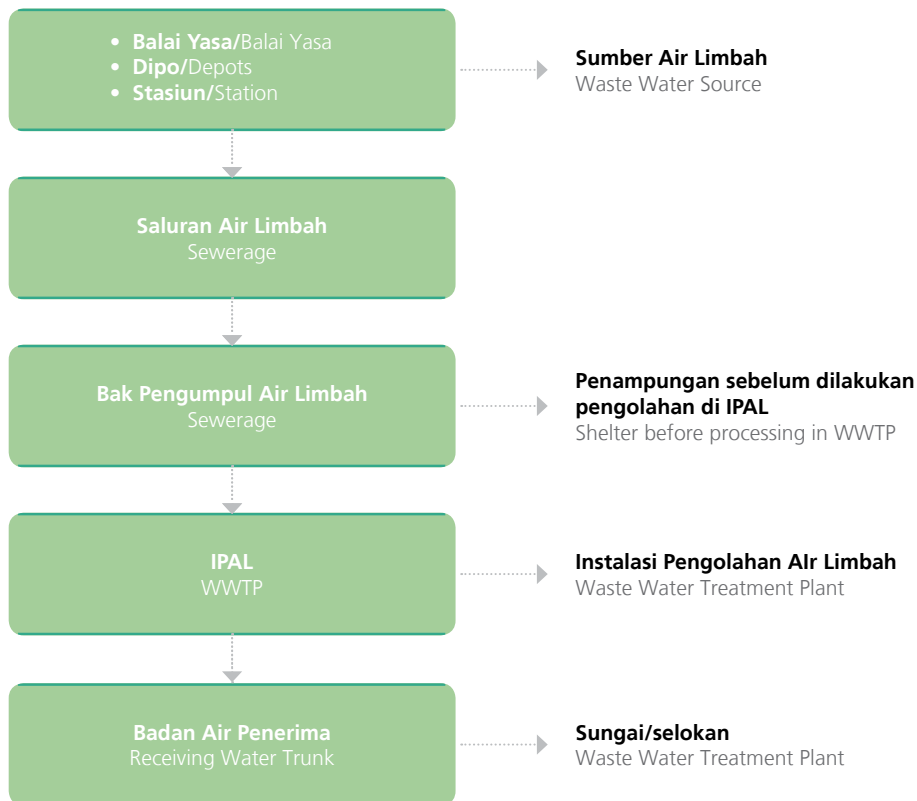 • Balai Yasa/Balai Yasa
• Dipo/Depots
• Stasiun/Station
Sumber Air Limbah
Waste Water Source
Saluran Air Limbah
Sewerage
Bak Pengumpul Air Limbah
Sewerage
Penampungan sebelum dilakukan
pengolahan di IPAL
Shelter before processing in WWTP
IPAL
WWTP
Instalasi Pengolahan AIr Limbah
Waste Water Treatment Plant
Badan Air Penerima
Receiving Water Trunk
Sungai/selokan
Waste Water Treatment Plant